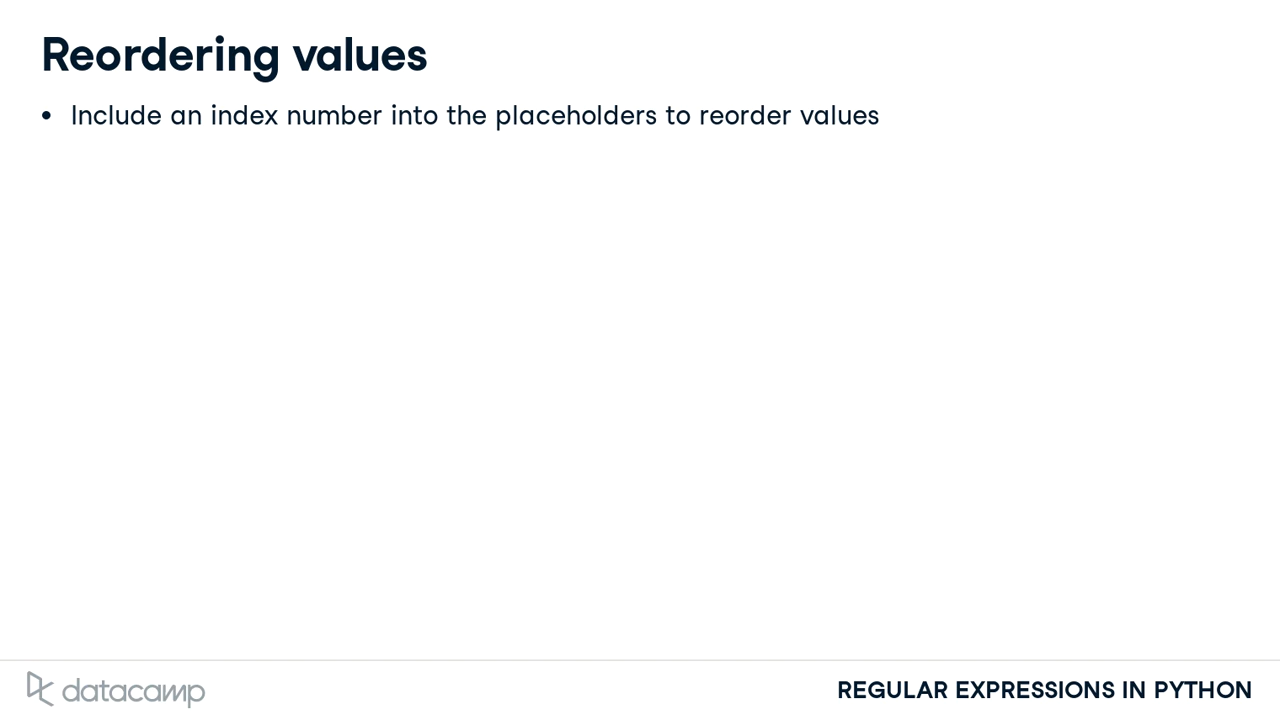 Reordering values
• Include an index number into the placeholders to reorder values
datacamp
REGULAR EXPRESSIONS IN PYTHON